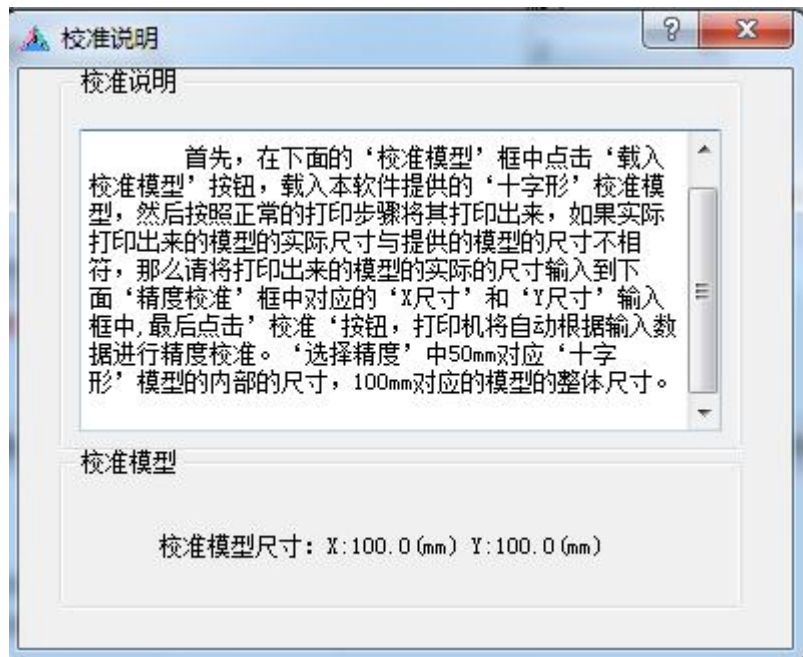 校准说明
校准说明
首先，在下面的‘校准模型’框中点击‘载入
校准模型’按钮，载入本软件提供的‘十字形’校准模
型，然后按照正常的打印步骤将其打印出来，如果实际
打印出来的模型的实际尺寸与提供的模型的尺寸不相
符，那么请将打印出来的模型的实际的尺寸输入到下
面‘精度校准’框中对应的‘X尺寸’和‘Y尺寸’输入
框中,最后点击’校准‘按钮，打印机将自动根据输入数
据进行精度校准。‘选择精度’中50mm对应‘十字
形’模型的内部的尺寸，100mm对应的模型的整体尺寸。
校准模型
校准模型尺寸：X:100.0(mm) Y:100.0(mm)